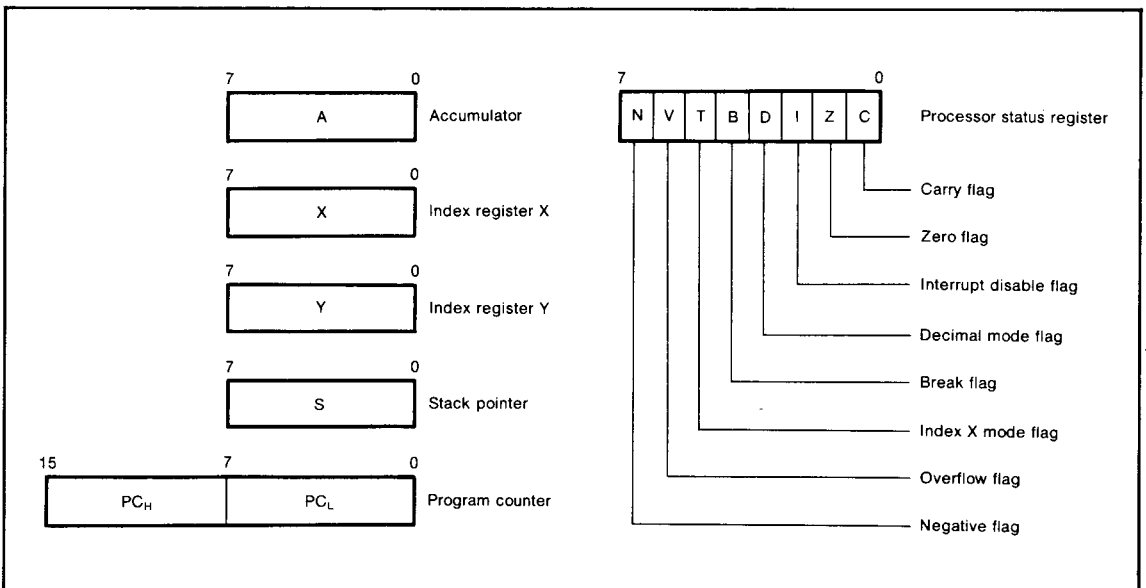 7 0
A Accumulator
7 0
X Index register X
7 0
Y Index register Y
7 0
S Stack pointer
15 7 0
PCH PCL Program counter
7 0
N V T B D I Z C Processor status register
Carry flag
Zero flag
Interrupt disable flag
Decimal mode flag
Break flag
Index X mode flag
Overflow flag
Negative flag